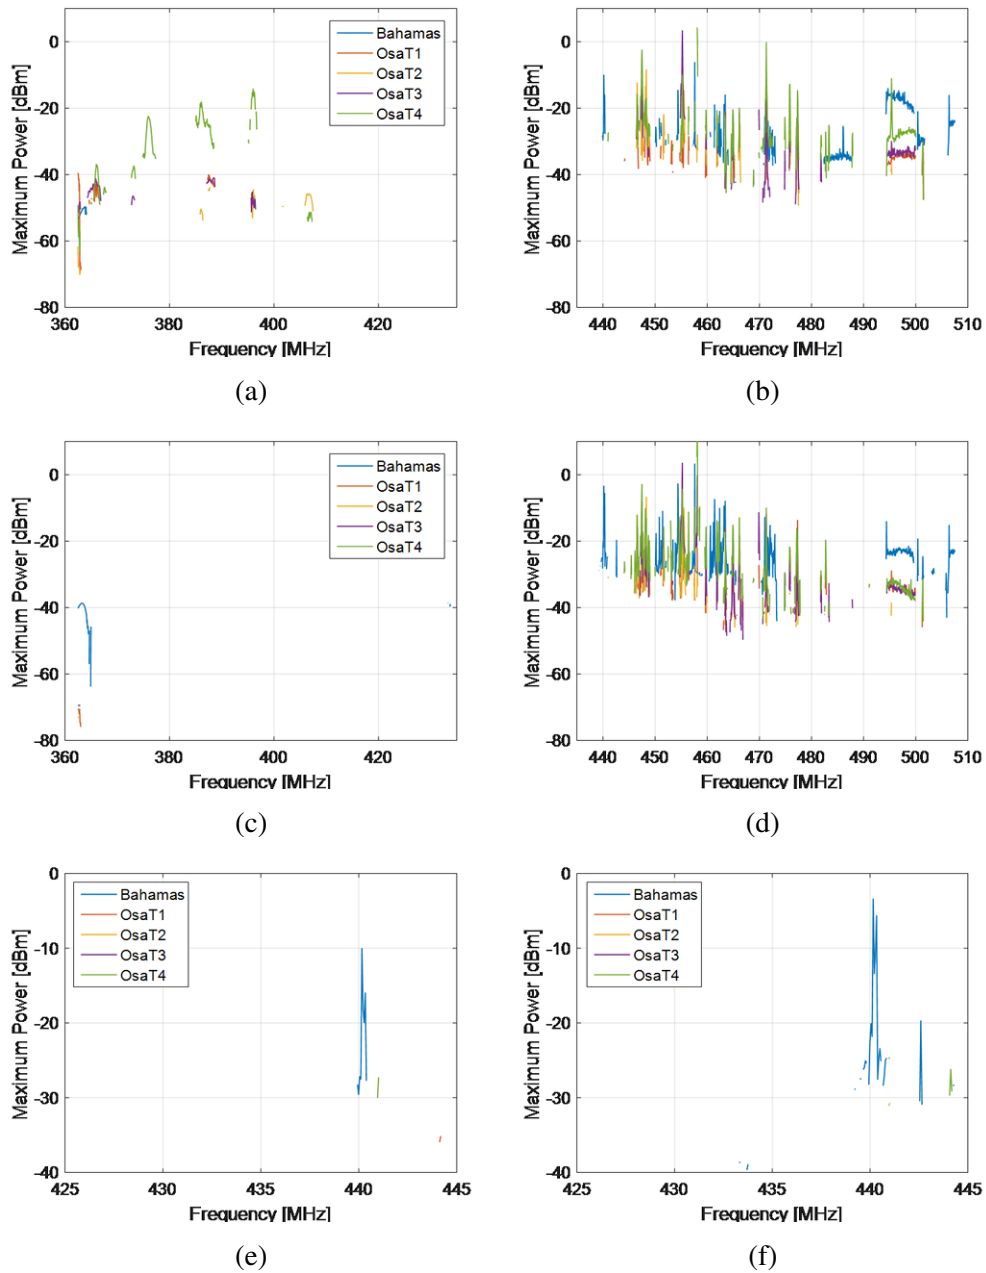 0
-20
-40
-60
-80
Maximum Power [dBm]
360
380
400
420
Frequency [MHz]
Bahamas
OsaT1
OsaT2
OsaT3
OsaT4
(a)
0
-20
-40
-60
-80
Maximum Power [dBm]
440
450
460
470
480
490
500
510
Frequency [MHz]
(b)
0
-20
-40
-60
-80
Maximum Power [dBm]
360
380
400
420
Frequency [MHz]
Bahamas
OsaT1
OsaT2
OsaT3
OsaT4
(c)
0
-20
-40
-60
-80
Maximum Power [dBm]
440
450
460
470
480
490
500
510
Frequency [MHz]
(d)
0
-10
-20
-30
-40
Maximum Power [dBm]
425
430
435
440
445
Frequency [MHz]
Bahamas
OsaT1
OsaT2
OsaT3
OsaT4
(e)
0
-10
-20
-30
-40
Maximum Power [dBm]
425
430
435
440
445
Frequency [MHz]
Bahamas
OsaT1
OsaT2
OsaT3
OsaT4
(f)